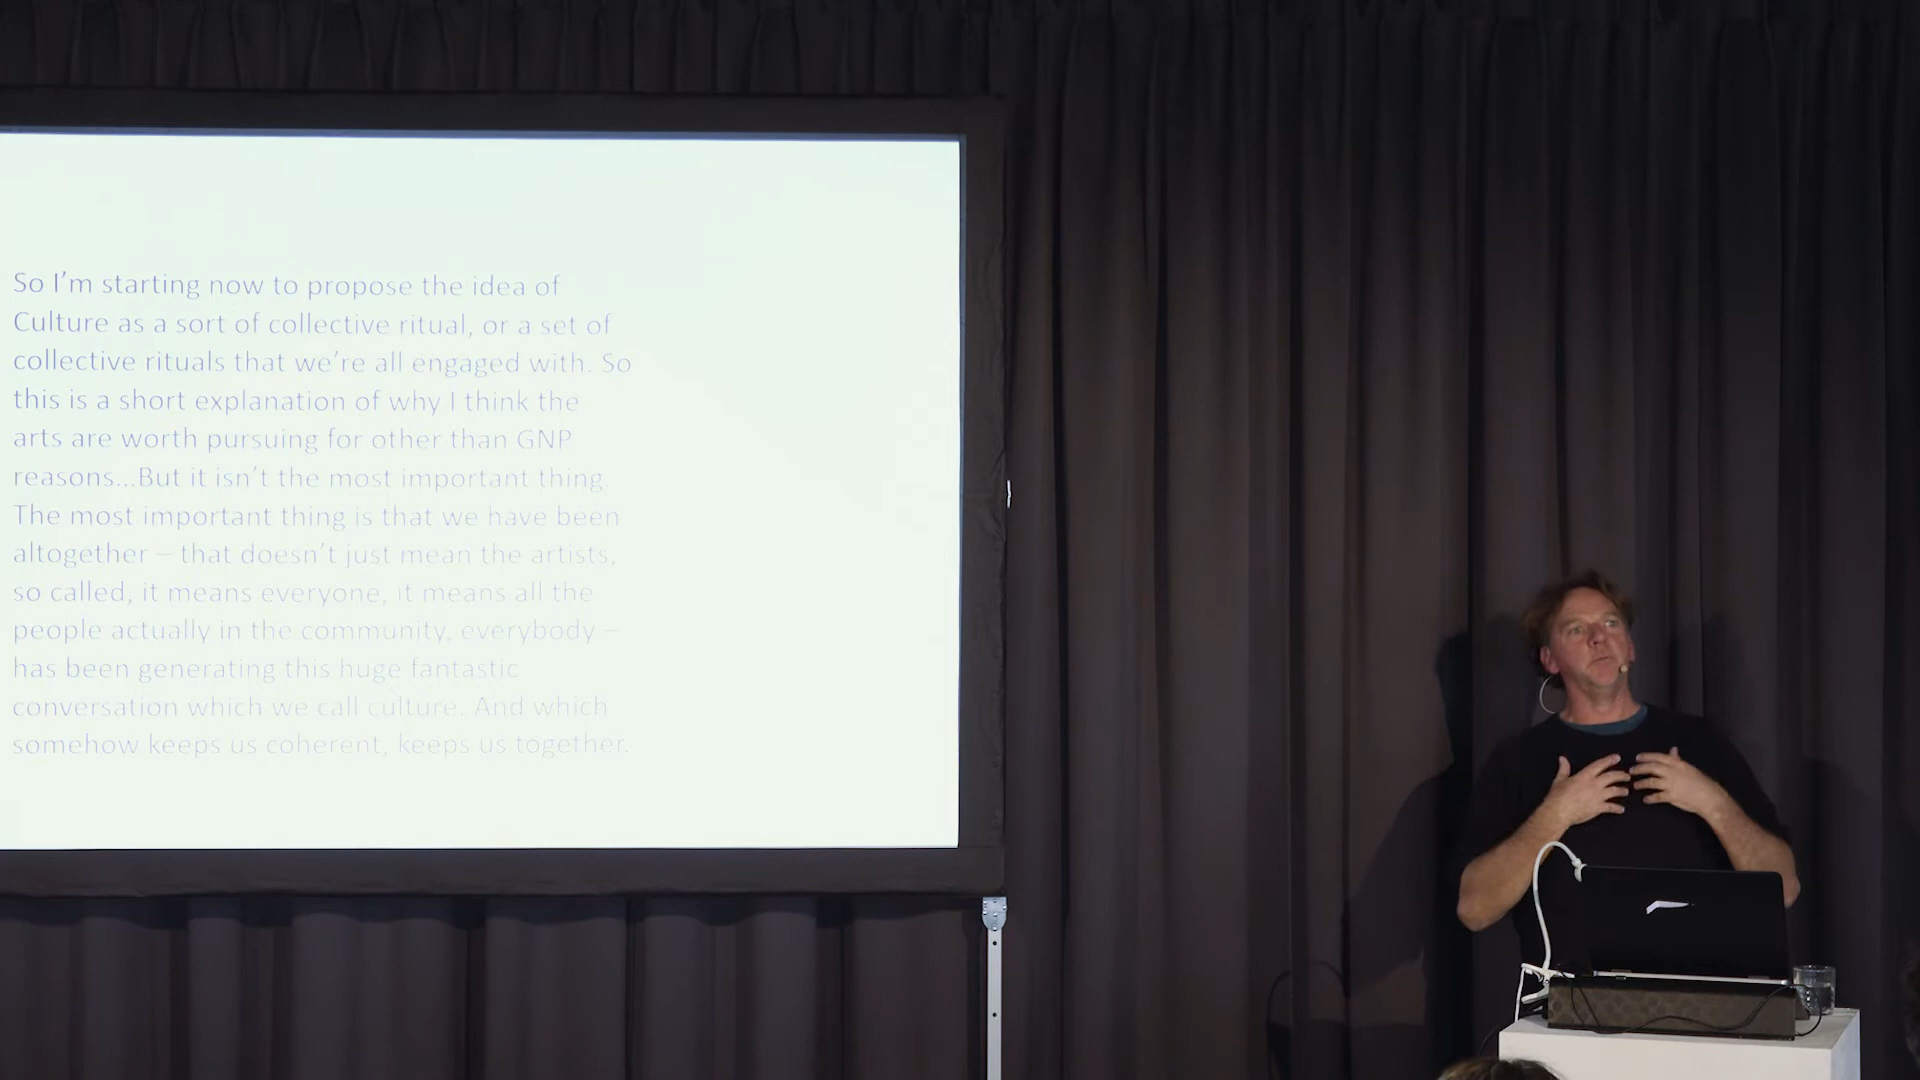 So I'm starting now to propose the idea of
Culture as a sort of collective ritual, or a set of
collective rituals that we're all engaged with. So
this is a short explanation of why I think the
arts are worth pursuing for other than GNP
reasons...But it isn't the most important thing.
The most important thing is that we have been
altogether – that doesn't just mean the artists,
so called, it means everyone, it means all the
people actually in the community, everybody –
has been generating this huge fantastic
conversation which we call culture. And which
somehow keeps us coherent, keeps us together.